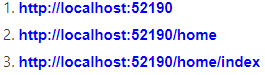 1. http://localhost:52190
2. http://localhost:52190/home
3. http://localhost:52190/home/index